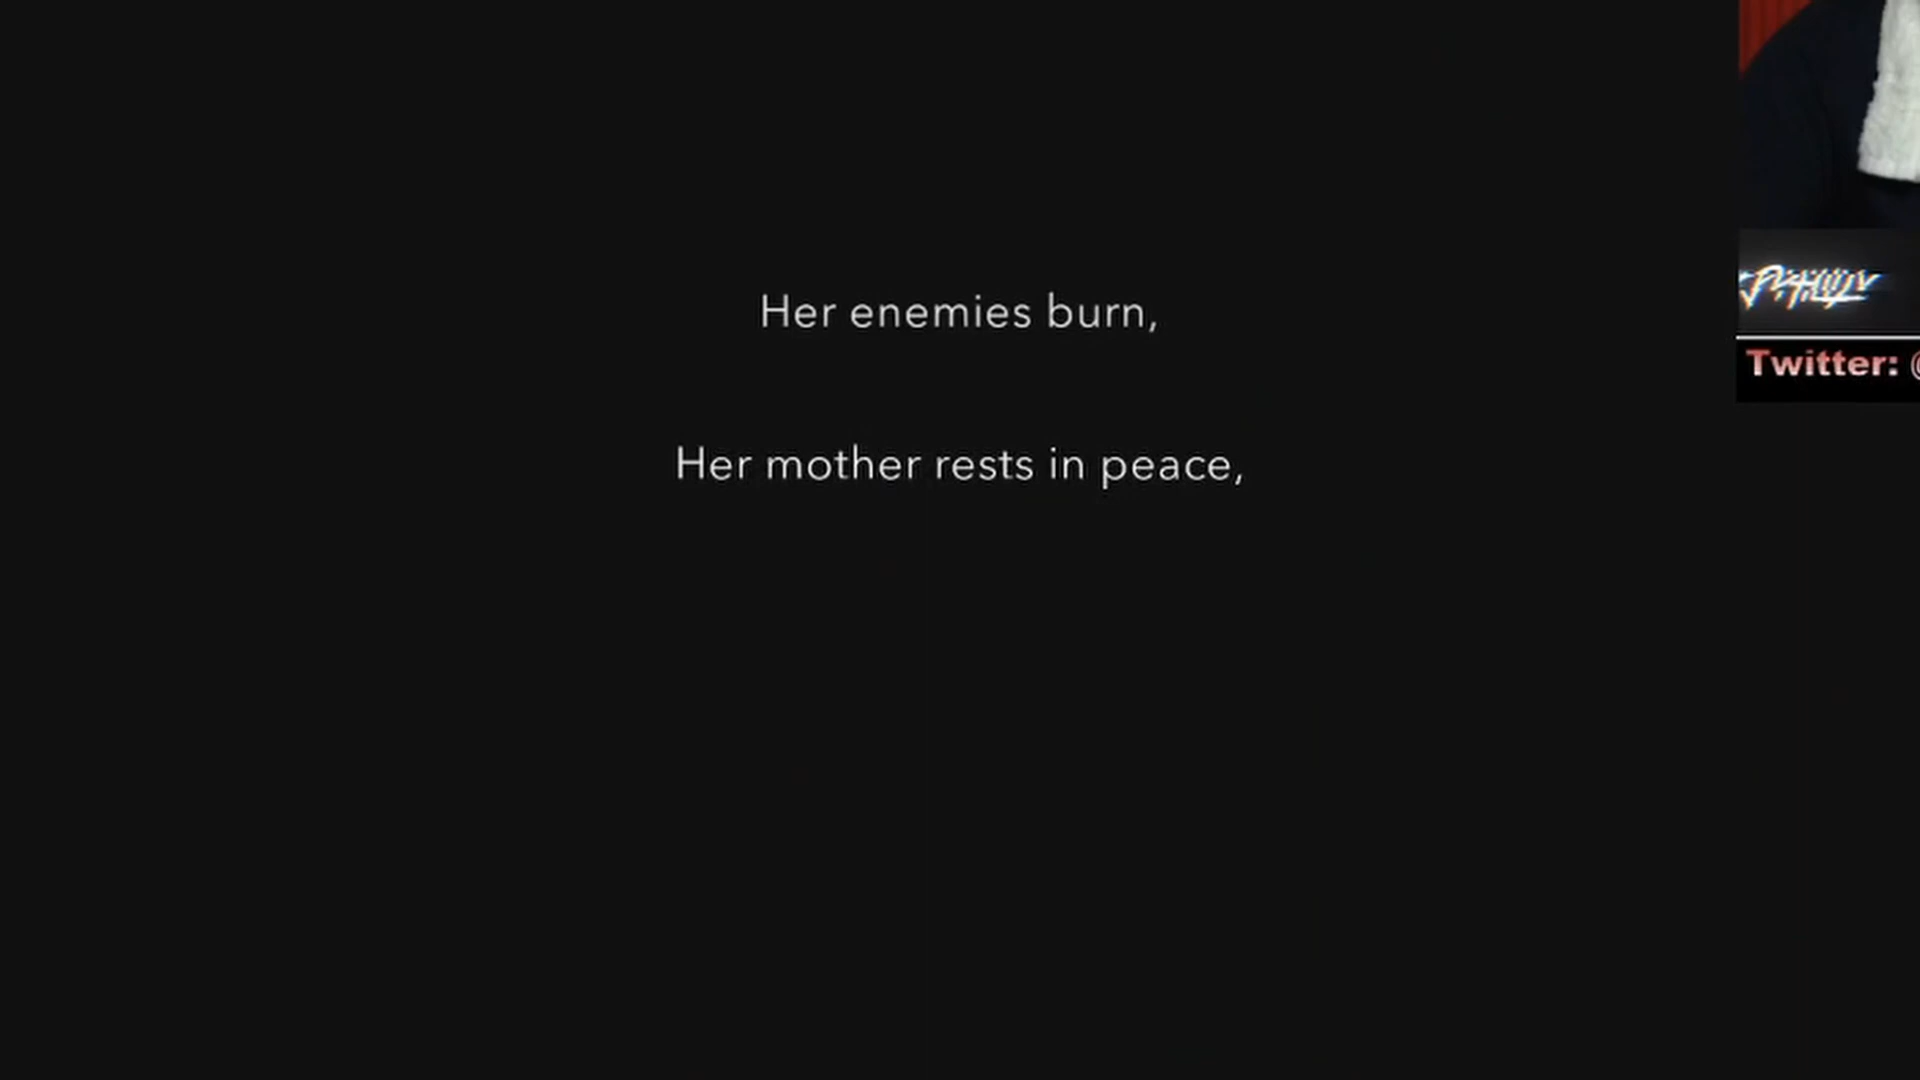 Her enemies burn,
Her mother rests in peace,
Twitter: @